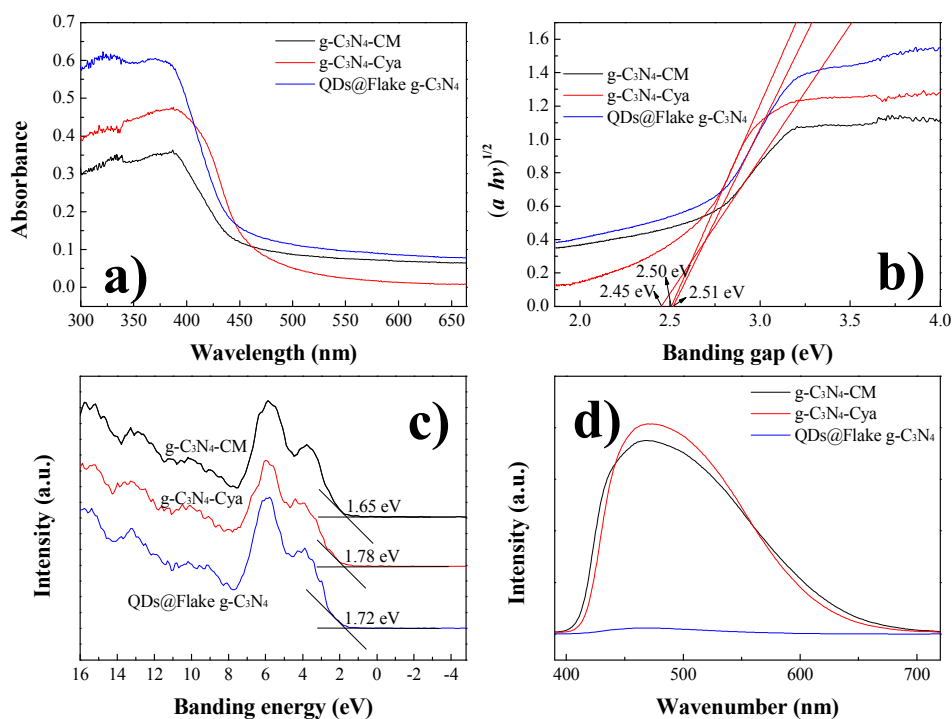 a)
g-C₃N₄-CM
g-C₃N₄-Cya
QDs@Flake g-C₃N₄
Absorbance
0.7
0.6
0.5
0.4
0.3
0.2
0.1
0.0
300 350 400 450 500 550 600 650
Wavelength (nm)
b)
g-C₃N₄-CM
g-C₃N₄-Cya
QDs@Flake g-C₃N₄
(a hv)^1/2
1.6
1.4
1.2
1.0
0.8
0.6
0.4
0.2
0.0
2.50 eV
2.45 eV
2.51 eV
2.0 2.5 3.0 3.5 4.0
Banding gap (eV)
c)
g-C₃N₄-CM
g-C₃N₄-Cya
QDs@Flake g-C₃N₄
1.65 eV
1.78 eV
1.72 eV
Intensity (a.u.)
16 14 12 10 8 6 4 2 0 -2 -4
Banding energy (eV)
d)
g-C₃N₄-CM
g-C₃N₄-Cya
QDs@Flake g-C₃N₄
Intensity (a.u.)
400 500 600 700
Wavenumber (nm)